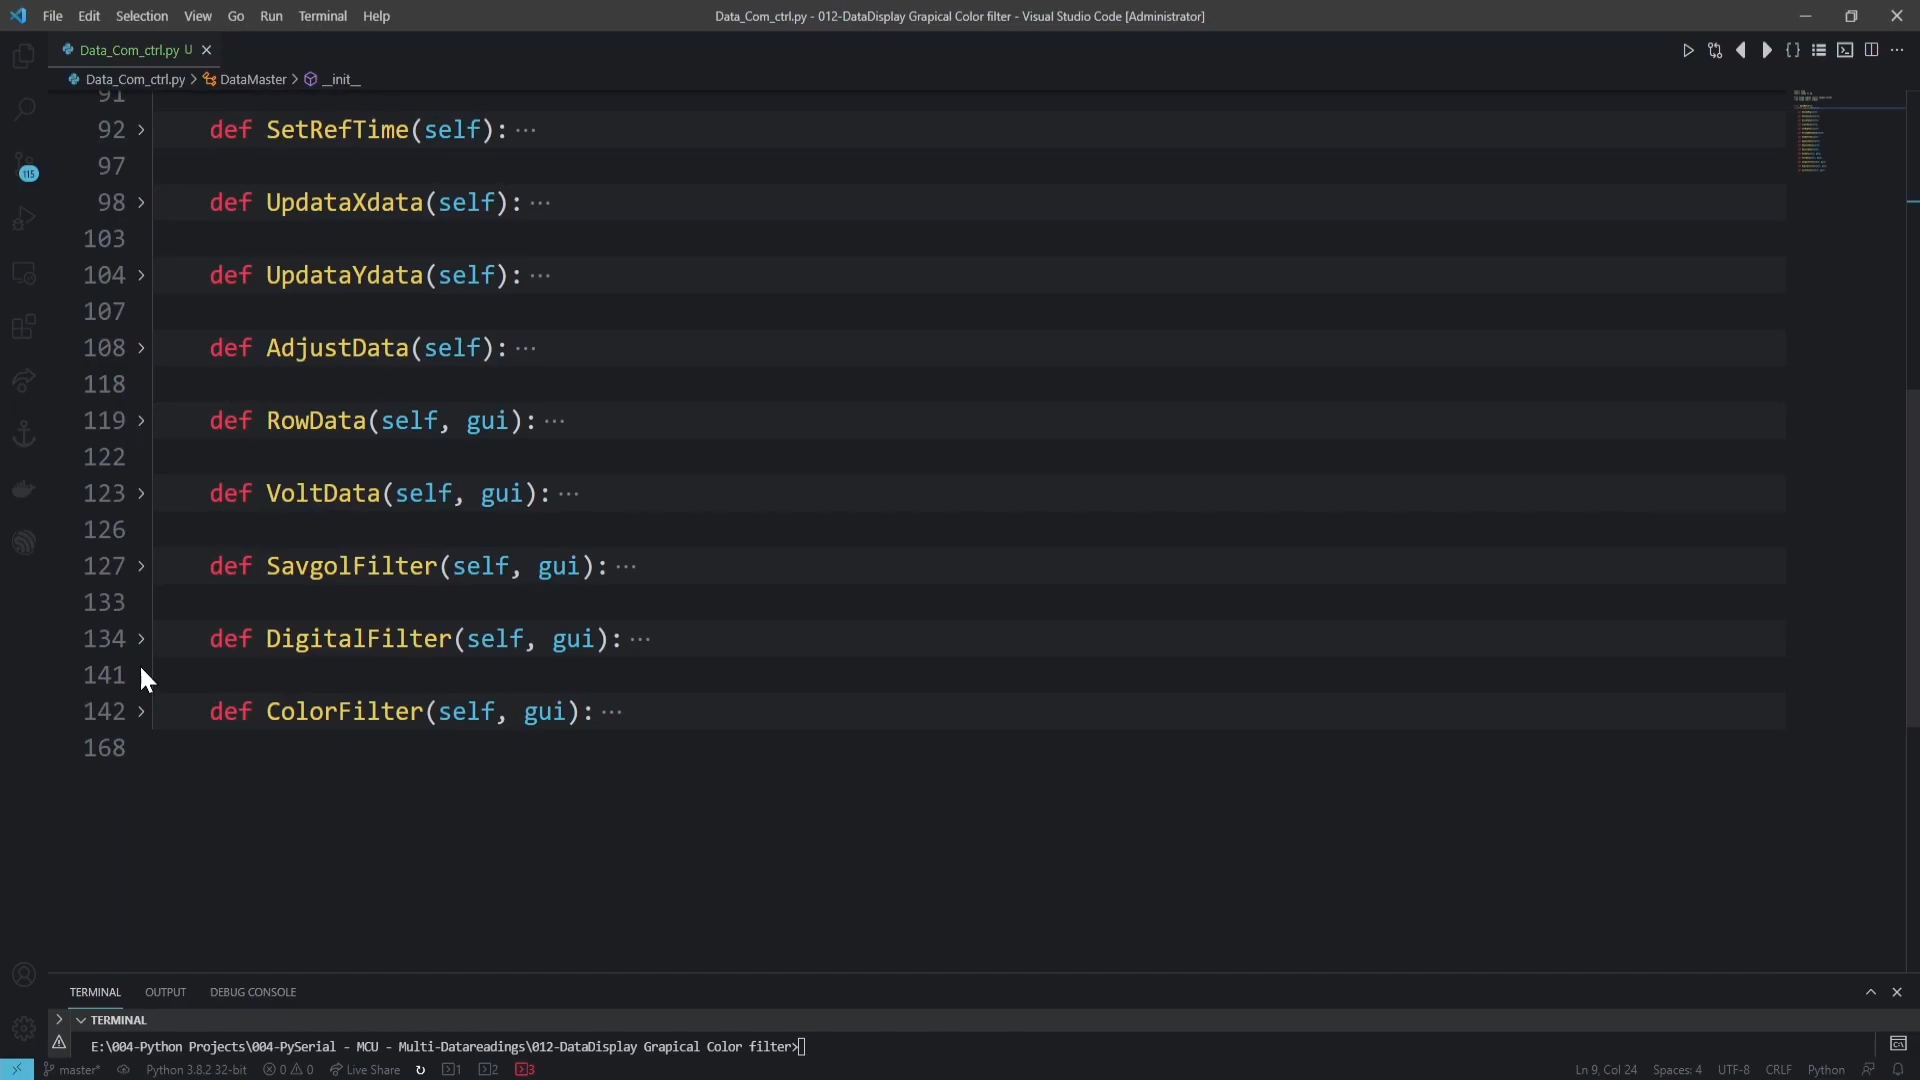 File Edit Selection View Go Run Terminal Help
Data_Com_ctrl.py - 012-DataDisplay Grapical Color filter - Visual Studio Code [Administrator]
Data_Com_ctrl.py U
Data_Com_ctrl.py > DataMaster > __init__
91
92 def SetRefTime(self): ···
97
98 def UpdataXdata(self): ···
103
104 def UpdataYdata(self): ···
107
108 def AdjustData(self): ···
118
119 def RowData(self, gui): ···
122
123 def VoltData(self, gui): ···
126
127 def SavgolFilter(self, gui): ···
133
134 def DigitalFilter(self, gui): ···
141
142 def ColorFilter(self, gui): ···
168
115
TERMINAL OUTPUT DEBUG CONSOLE
TERMINAL
E:\004-Python Projects\004-PySerial - MCU - Multi-Datareadings\012-DataDisplay Grapical Color filter>
master* Python 3.8.2 32-bit 0 0 Live Share 1 2 3 Ln 9, Col 24 Spaces: 4 UTF-8 CRLF Python